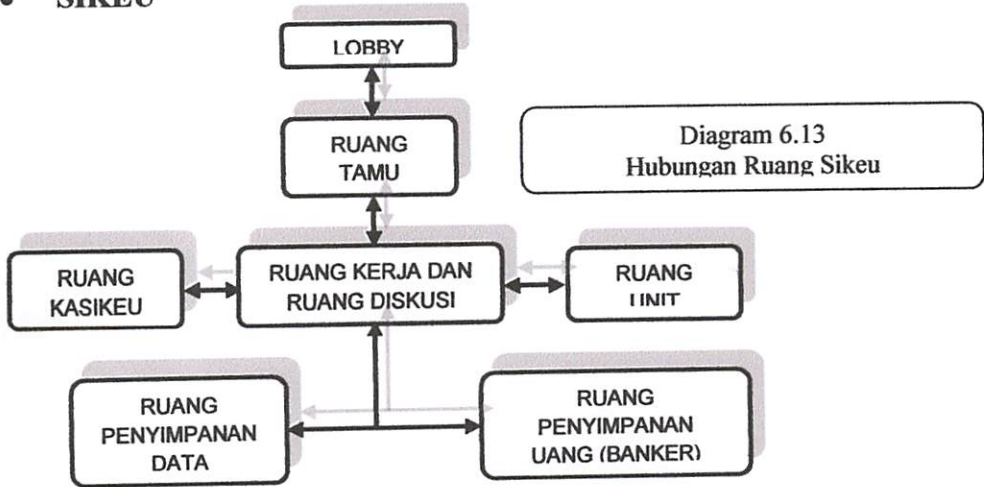 • SIKEU
LOBBY
RUANG
TAMU
Diagram 6.13
Hubungan Ruang Sikeu
RUANG
KASIKEU
RUANG KERJA DAN
RUANG DISKUSI
RUANG
UNIT
RUANG
PENYIMPANAN
DATA
RUANG
PENYIMPANAN
UANG (BANKER)